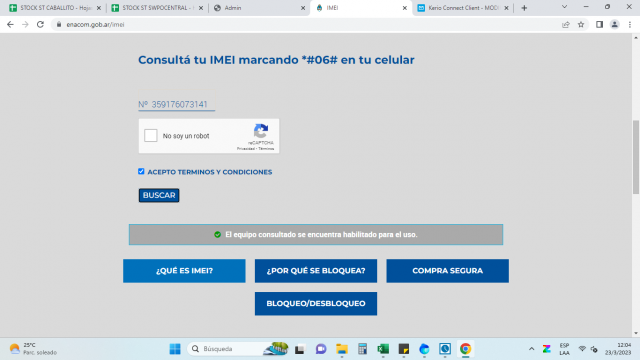 STOCK ST CABALLITO - Hoja
STOCK ST SWPOCENTRAL -
Admin
IMEI
Kerio Connect Client - MODI
enacom.gob.ar/imei
Consultá tu IMEI marcando *#06# en tu celular
Nº 359176073141
No soy un robot
reCAPTCHA
Privacidad - Términos
ACEPTO TERMINOS Y CONDICIONES
BUSCAR
El equipo consultado se encuentra habilitado para el uso.
¿QUÉ ES IMEI?
¿POR QUÉ SE BLOQUEA?
COMPRA SEGURA
BLOQUEO/DESBLOQUEO
25°C
Parc. soleado
Búsqueda
ESP
LAA
12:04
23/3/2023